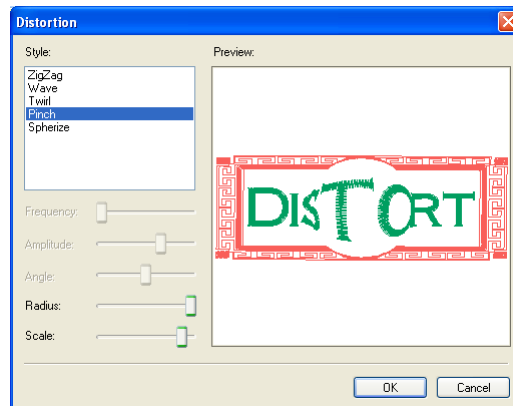 Distortion
Style:
Preview:
ZigZag
Wave
Twirl
Pinch
Spherize
DISTORT
Frequency:
Amplitude:
Angle:
Radius:
Scale:
OK
Cancel